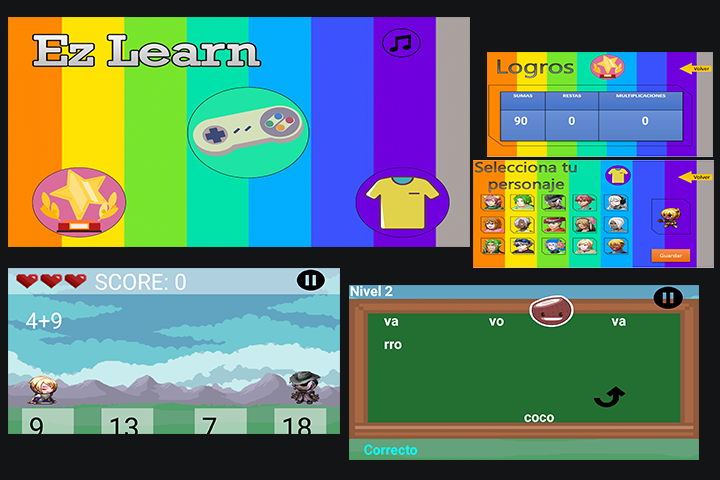 Ez Learn
Logros
Volver
SUMAS RESTAS MULTIPLICACIONES
90 0 0
Selecciona tu
personaje
Volver
Guardar
SCORE: 0
4+9
9 13 7 18
Nivel 2
va vo va
rro
coco
Correcto